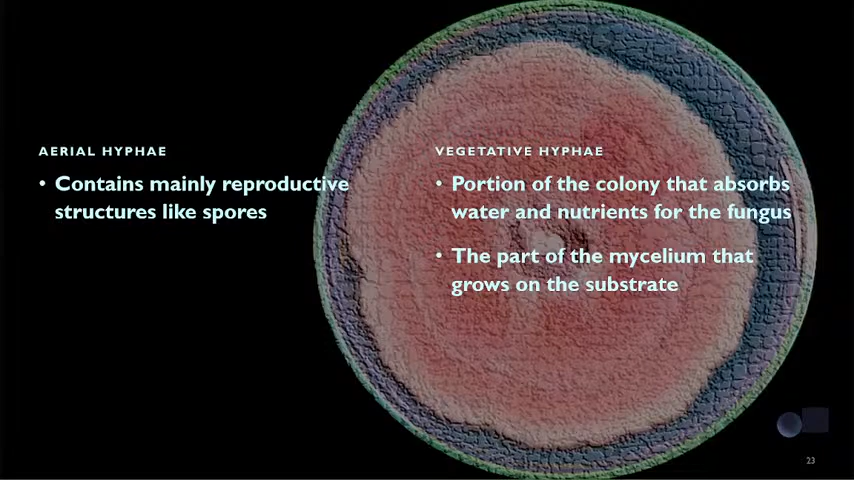 AERIAL HYPHAE
• Contains mainly reproductive
structures like spores
VEGETATIVE HYPHAE
• Portion of the colony that absorbs
water and nutrients for the fungus
• The part of the mycelium that
grows on the substrate
23